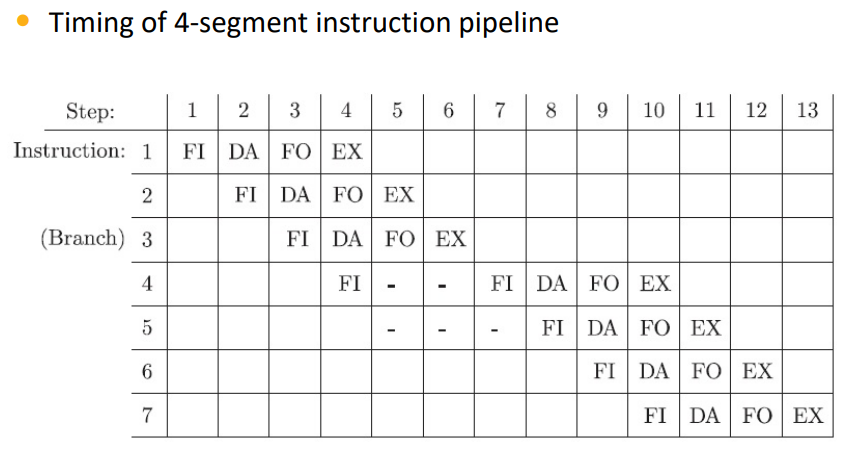 • Timing of 4-segment instruction pipeline
Step: 1 2 3 4 5 6 7 8 9 10 11 12 13
Instruction: 1 FI DA FO EX
2 FI DA FO EX
(Branch) 3 FI DA FO EX
4 FI - - FI DA FO EX
5 - - - FI DA FO EX
6 FI DA FO EX
7 FI DA FO EX